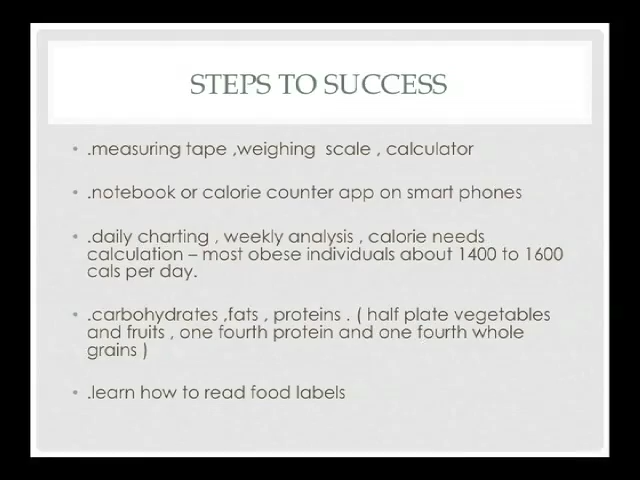 STEPS TO SUCCESS
• .measuring tape ,weighing  scale , calculator
• .notebook or calorie counter app on smart phones
• .daily charting , weekly analysis , calorie needs
calculation – most obese individuals about 1400 to 1600
cals per day.
• .carbohydrates ,fats , proteins . ( half plate vegetables
and fruits , one fourth protein and one fourth whole
grains )
• .learn how to read food labels